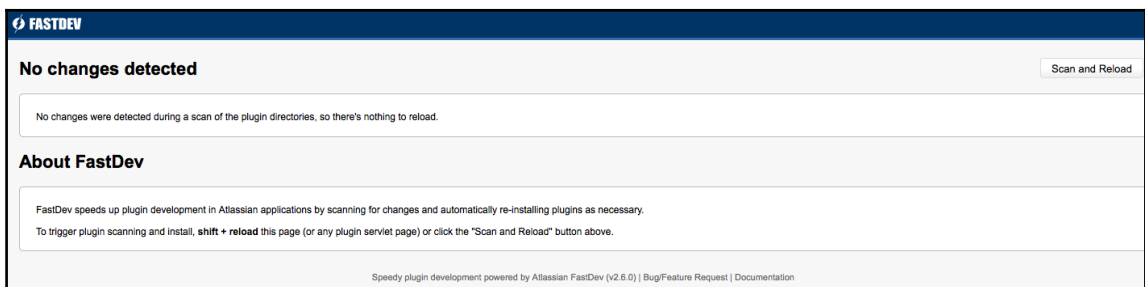 FASTDEV
No changes detected
Scan and Reload
No changes were detected during a scan of the plugin directories, so there's nothing to reload.
About FastDev
FastDev speeds up plugin development in Atlassian applications by scanning for changes and automatically re-installing plugins as necessary.
To trigger plugin scanning and install, shift + reload this page (or any plugin servlet page) or click the "Scan and Reload" button above.
Speedy plugin development powered by Atlassian FastDev (v2.6.0) | Bug/Feature Request | Documentation